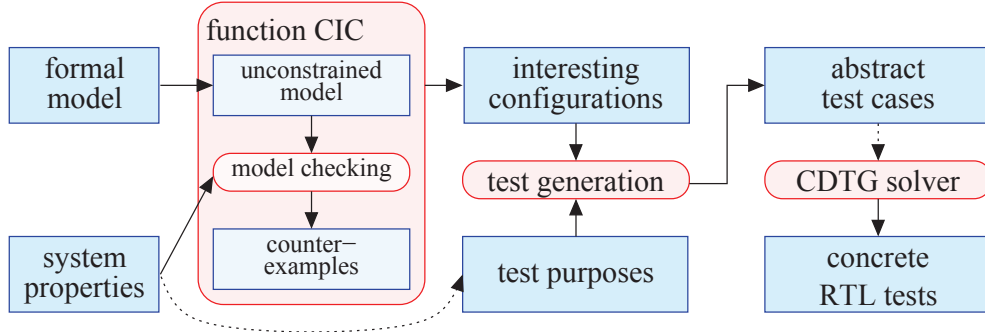 function CIC
formal
model
unconstrained
model
model checking
counter−
examples
system
properties
interesting
configurations
test generation
test purposes
abstract
test cases
CDTG solver
concrete
RTL tests